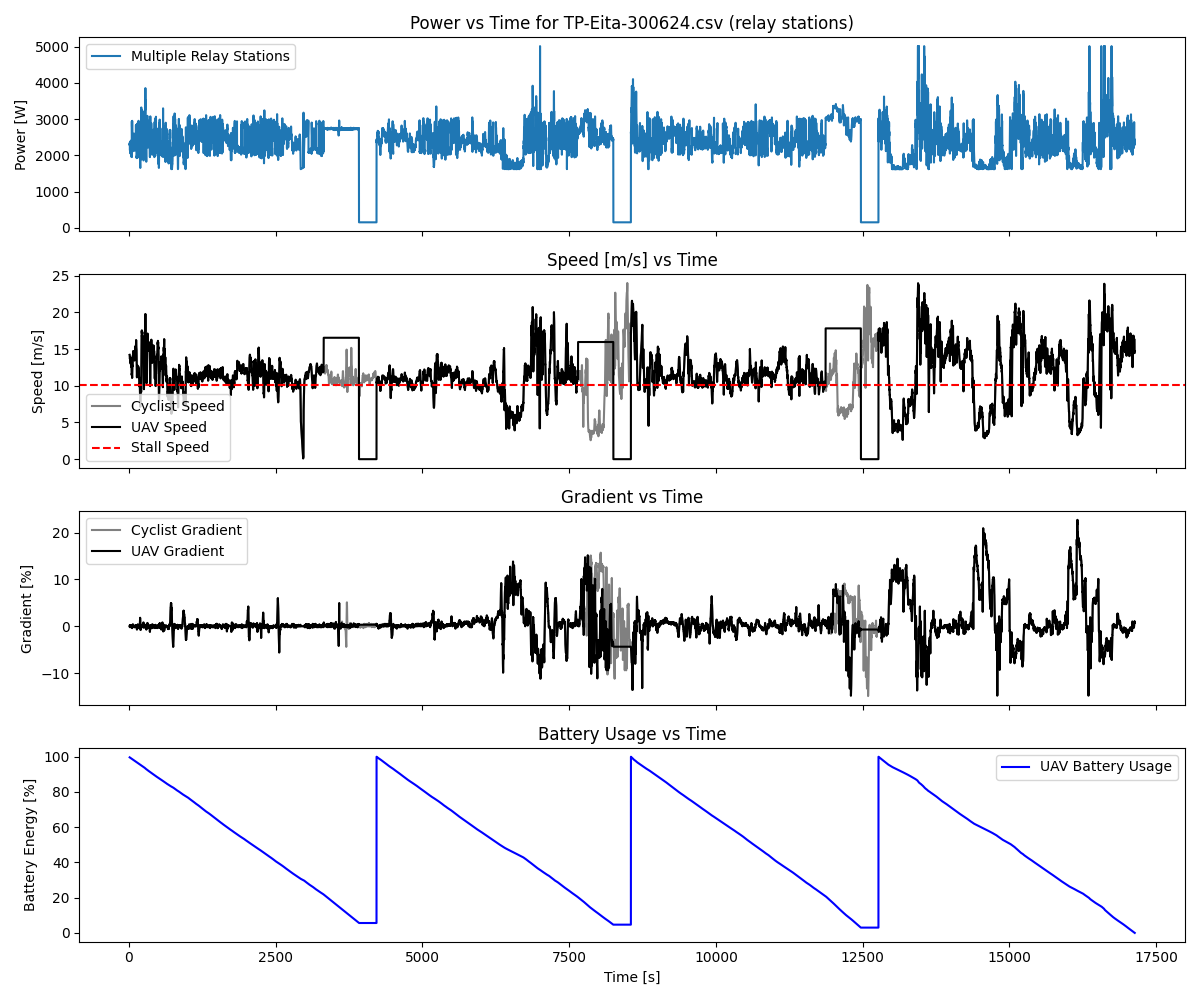 Power vs Time for TP-Eita-300624.csv (relay stations)
5000
4000
3000
2000
1000
0
Power [W]
Multiple Relay Stations
Speed [m/s] vs Time
25
20
15
10
5
0
Speed [m/s]
Cyclist Speed
UAV Speed
Stall Speed
Gradient vs Time
20
10
0
−10
Gradient [%]
Cyclist Gradient
UAV Gradient
Battery Usage vs Time
100
80
60
40
20
0
Battery Energy [%]
UAV Battery Usage
0 2500 5000 7500 10000 12500 15000 17500
Time [s]